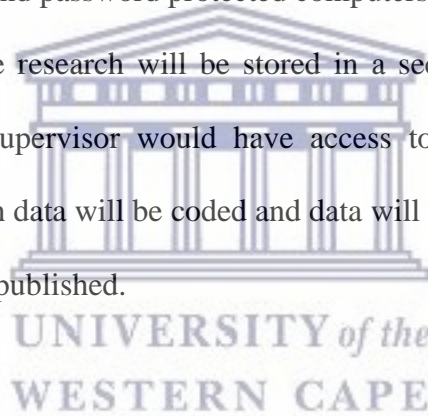 and password protected computers
e research will be stored in a sec
upervisor would have access to
n data will be coded and data will
published.
UNIVERSITY of the
WESTERN CAPE